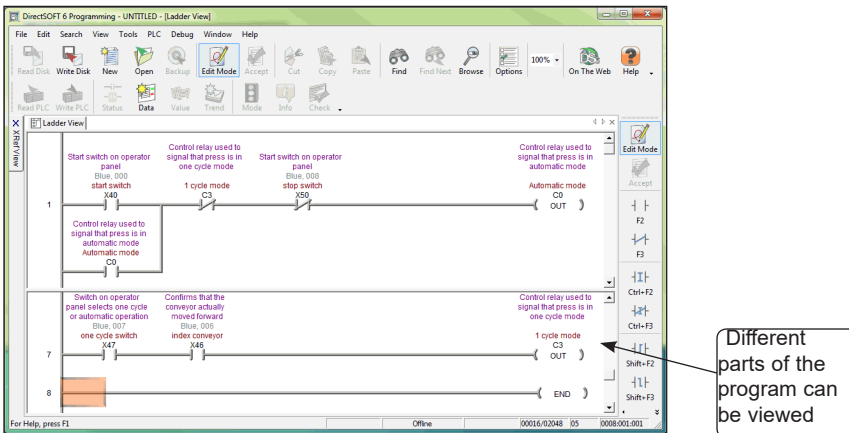 DirectSOFT 6 Programming - UNTITLED - [Ladder View]
File Edit Search View Tools PLC Debug Window Help
Read Disk Write Disk New Open Backup Edit Mode Accept Cut Copy Paste Find Find Next Browse Options 100% On The Web Help
Read PLC Write PLC Status Data Value Trend Mode Info Check
X XRef View
Ladder View
Start switch on operator panel
Blue, 000
start switch
X40
Control relay used to signal that press is in one cycle mode
1 cycle mode
C3
Start switch on operator panel
Blue, 008
stop switch
X50
Control relay used to signal that press is in automatic mode
Automatic mode
C0
OUT
1
Control relay used to signal that press is in automatic mode
Automatic mode
C0
Switch on operator panel selects one cycle or automatic operation
Blue, 007
one cycle switch
X47
Confirms that the conveyor actually moved forward
Blue, 006
index conveyor
X46
Control relay used to signal that press is in one cycle mode
1 cycle mode
C3
OUT
7
8
END
Edit Mode
Accept
F2
F3
Ctrl+F2
Ctrl+F3
Shift+F2
Shift+F3
For Help, press F1
Offline
00016/02048 05 0008:001:001
Different
parts of the
program can
be viewed